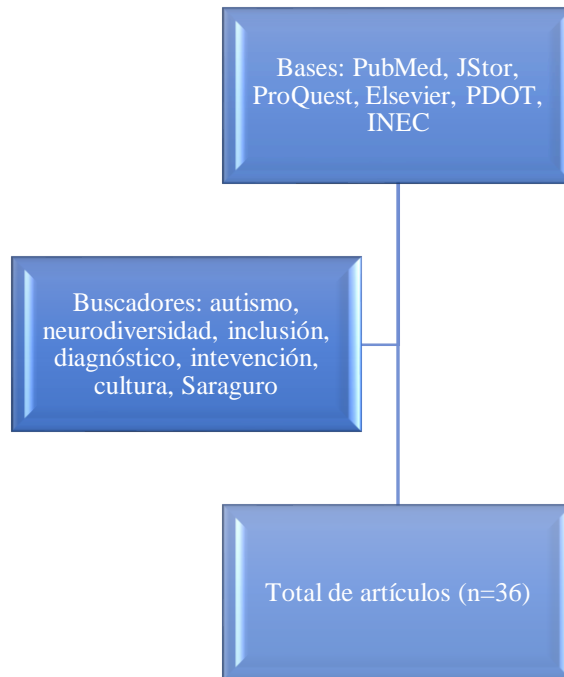 Bases: PubMed, JStor,
ProQuest, Elsevier, PDOT,
INEC
Buscadores: autismo,
neurodiversidad, inclusión,
diagnóstico, intevención,
cultura, Saraguro
Total de artículos (n=36)